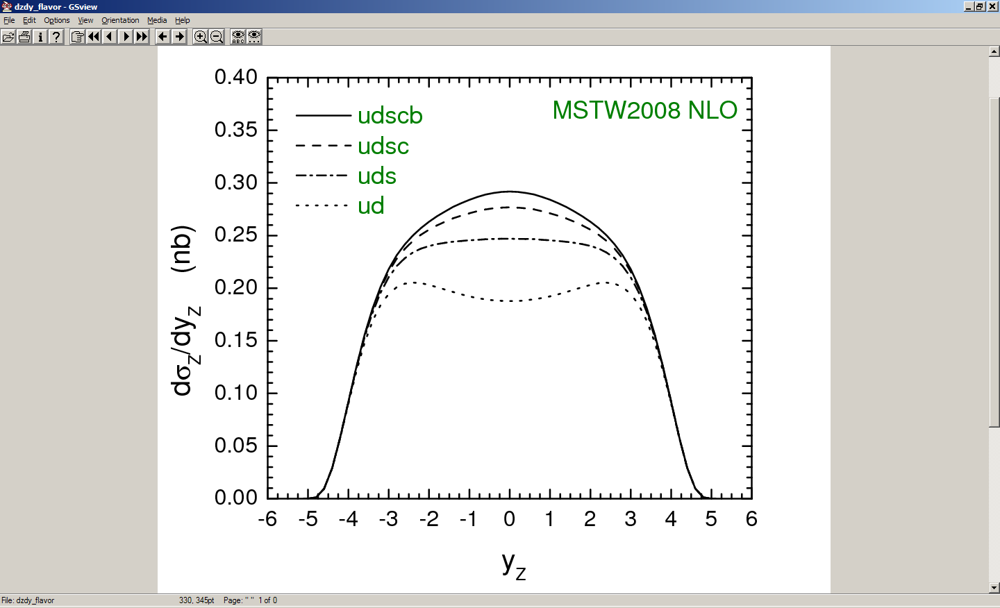 dzdy_flavor - GSview
File Edit Options View Orientation Media Help
ABC
MSTW2008 NLO
udscb
udsc
uds
ud
0.40
0.35
0.30
0.25
0.20
0.15
0.10
0.05
0.00
dσZ/dyZ (nb)
-6 -5 -4 -3 -2 -1 0 1 2 3 4 5 6
yZ
File: dzdy_flavor 330, 345pt Page: " " 1 of 0